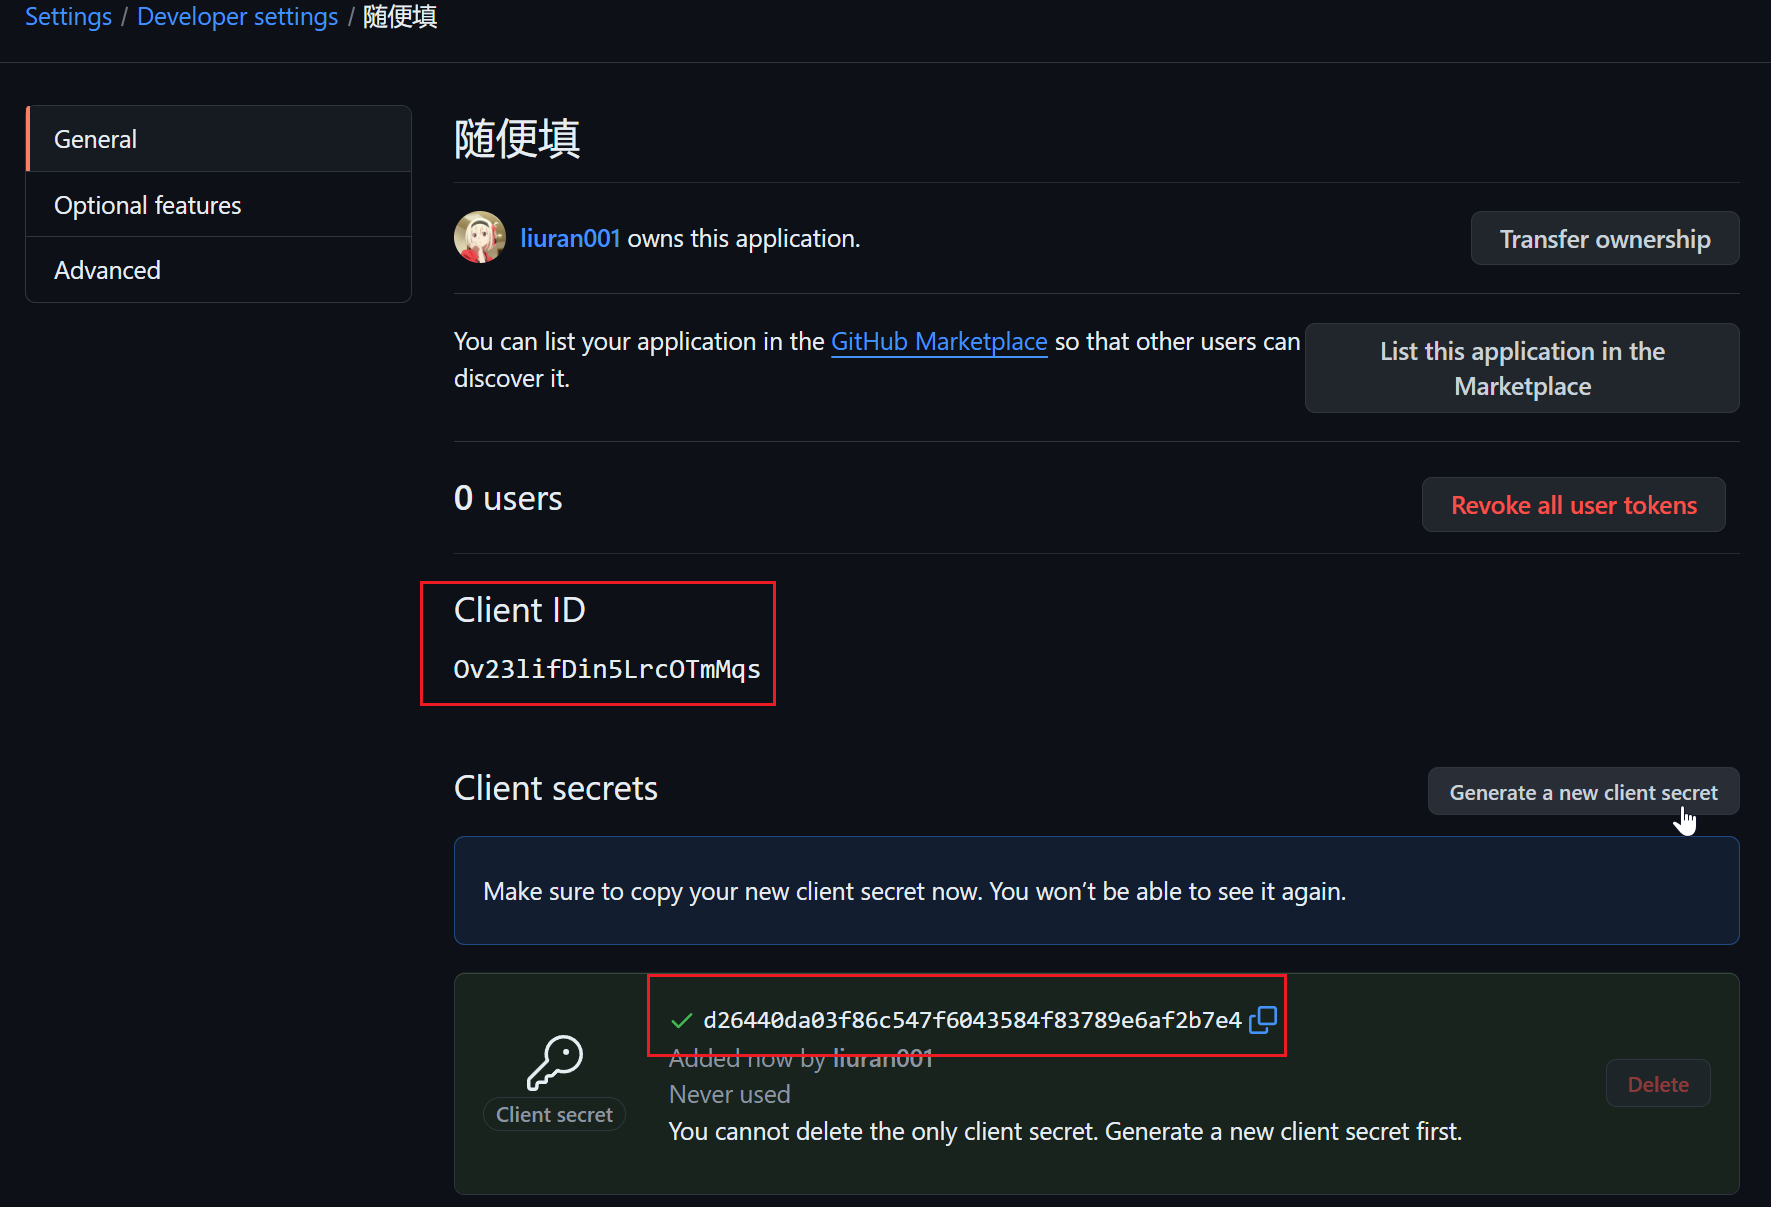 Settings / Developer settings / 随便填
General
Optional features
Advanced
随便填
liuran001 owns this application.
Transfer ownership
You can list your application in the GitHub Marketplace so that other users can
discover it.
List this application in the
Marketplace
0 users
Revoke all user tokens
Client ID
Ov23lifDin5LrcOTmMqs
Client secrets
Generate a new client secret
Make sure to copy your new client secret now. You won’t be able to see it again.
d26440da03f86c547f6043584f83789e6af2b7e4
Added now by liuran001
Never used
You cannot delete the only client secret. Generate a new client secret first.
Client secret
Delete